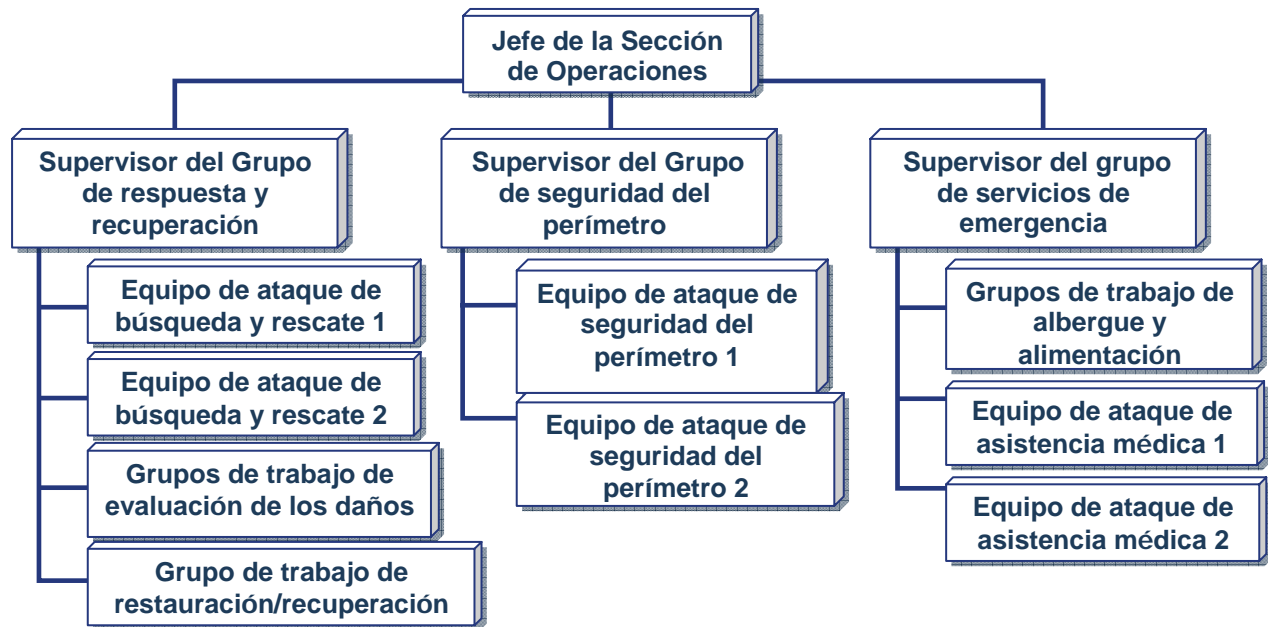 Jefe de la Sección
de Operaciones
Supervisor del Grupo
de respuesta y
recuperación
Equipo de ataque de
búsqueda y rescate 1
Equipo de ataque de
búsqueda y rescate 2
Grupos de trabajo de
evaluación de los daños
Grupo de trabajo de
restauración/recuperación
Supervisor del Grupo
de seguridad del
perímetro
Equipo de ataque de
seguridad del
perímetro 1
Equipo de ataque de
seguridad del
perímetro 2
Supervisor del grupo
de servicios de
emergencia
Grupos de trabajo de
albergue y
alimentación
Equipo de ataque de
asistencia médica 1
Equipo de ataque de
asistencia médica 2